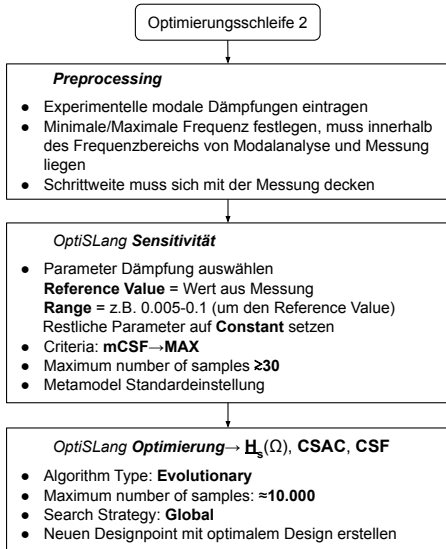 Optimierungsschleife 2
Preprocessing
● Experimentelle modale Dämpfungen eintragen
● Minimale/Maximale Frequenz festlegen, muss innerhalb
des Frequenzbereichs von Modalanalyse und Messung
liegen
● Schrittweite muss sich mit der Messung decken
OptiSLang Sensitivität
● Parameter Dämpfung auswählen
Reference Value = Wert aus Messung
Range = z.B. 0.005-0.1 (um den Reference Value)
Restliche Parameter auf Constant setzen
● Criteria: mCSF→MAX
● Maximum number of samples ≥30
● Metamodel Standardeinstellung
OptiSLang Optimierung→ H_s(Ω), CSAC, CSF
● Algorithm Type: Evolutionary
● Maximum number of samples: ≈10.000
● Search Strategy: Global
● Neuen Designpoint mit optimalem Design erstellen